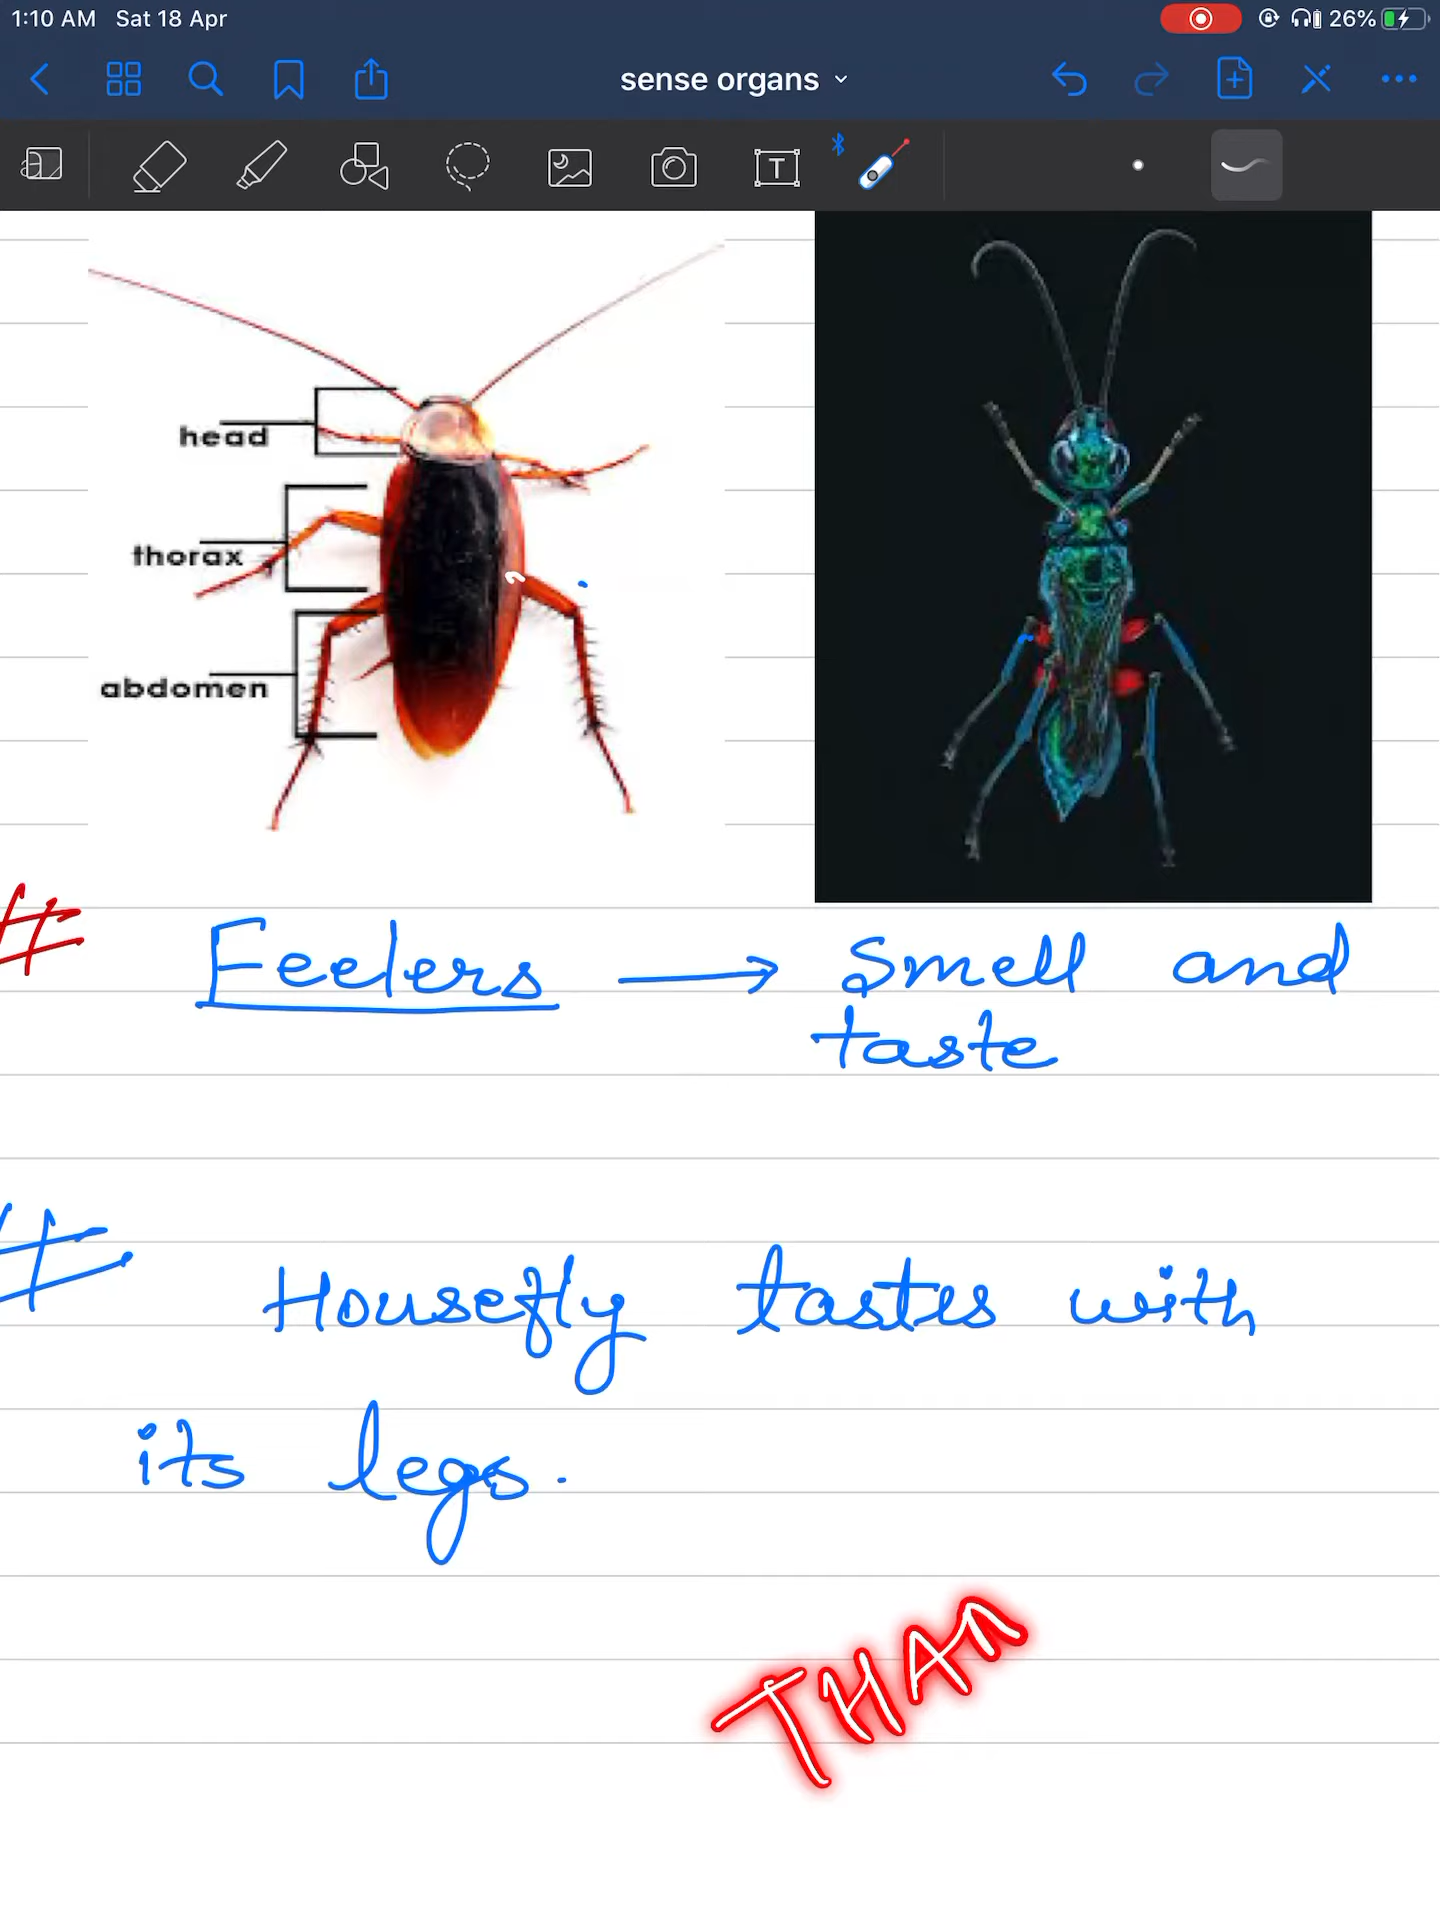 1:10 AM Sat 18 Apr
26%
sense organs
T
head
thorax
abdomen
# Feelers → Smell and
taste
# Housefly tastes with
its legs.
THAN